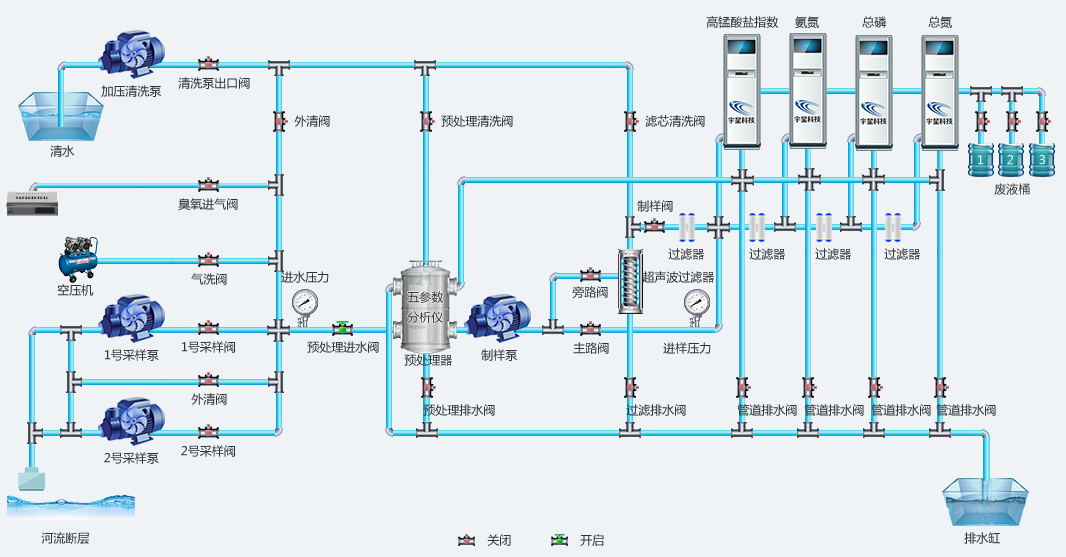 高锰酸盐指数
氨氮
总磷
总氮
宇星科技
宇星科技
宇星科技
宇星科技
加压清洗泵
清洗泵出口阀
清水
外清阀
预处理清洗阀
滤芯清洗阀
1
2
3
废液桶
臭氧进气阀
制样阀
过滤器
过滤器
过滤器
过滤器
空压机
气洗阀
进水压力
五参数
分析仪
旁路阀
超声波过滤器
1号采样泵
1号采样阀
预处理进水阀
预处理器
制样泵
主路阀
进样压力
外清阀
预处理排水阀
过滤排水阀
管道排水阀
管道排水阀
管道排水阀
管道排水阀
2号采样泵
2号采样阀
河流断层
关闭
开启
排水缸